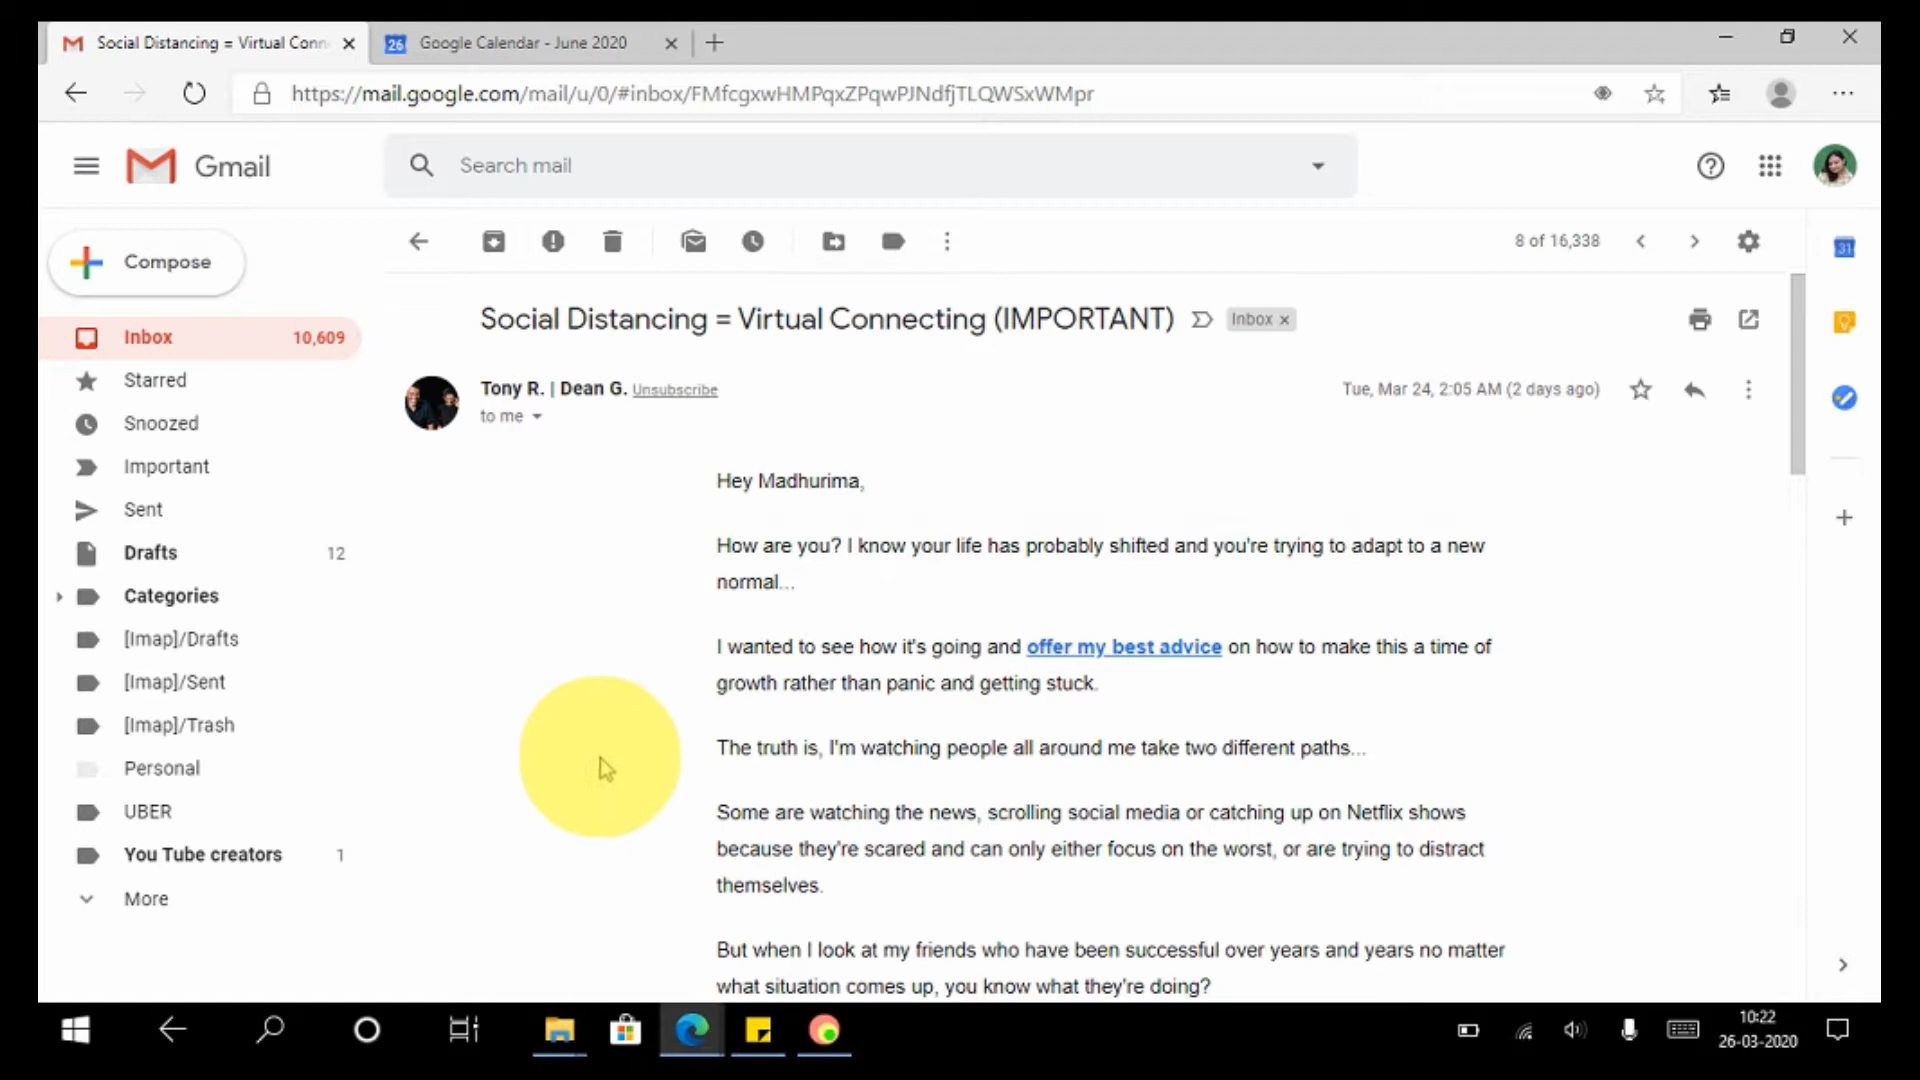 Social Distancing = Virtual Conn
26 Google Calendar - June 2020
https://mail.google.com/mail/u/0/#inbox/FMfcgxwHMPqxZPqwPJNdfjTLQWSxWMpr
Gmail
Search mail
Compose
8 of 16,338
31
Social Distancing = Virtual Connecting (IMPORTANT) Inbox x
Inbox 10,609
Starred
Snoozed
Important
Sent
Drafts 12
Categories
[Imap]/Drafts
[Imap]/Sent
[Imap]/Trash
Personal
UBER
You Tube creators 1
More
Tony R. | Dean G. Unsubscribe
Tue, Mar 24, 2:05 AM (2 days ago)
to me
Hey Madhurima,
How are you? I know your life has probably shifted and you're trying to adapt to a new
normal...
I wanted to see how it's going and offer my best advice on how to make this a time of
growth rather than panic and getting stuck.
The truth is, I'm watching people all around me take two different paths...
Some are watching the news, scrolling social media or catching up on Netflix shows
because they're scared and can only either focus on the worst, or are trying to distract
themselves.
But when I look at my friends who have been successful over years and years no matter
what situation comes up, you know what they're doing?
10:22
26-03-2020